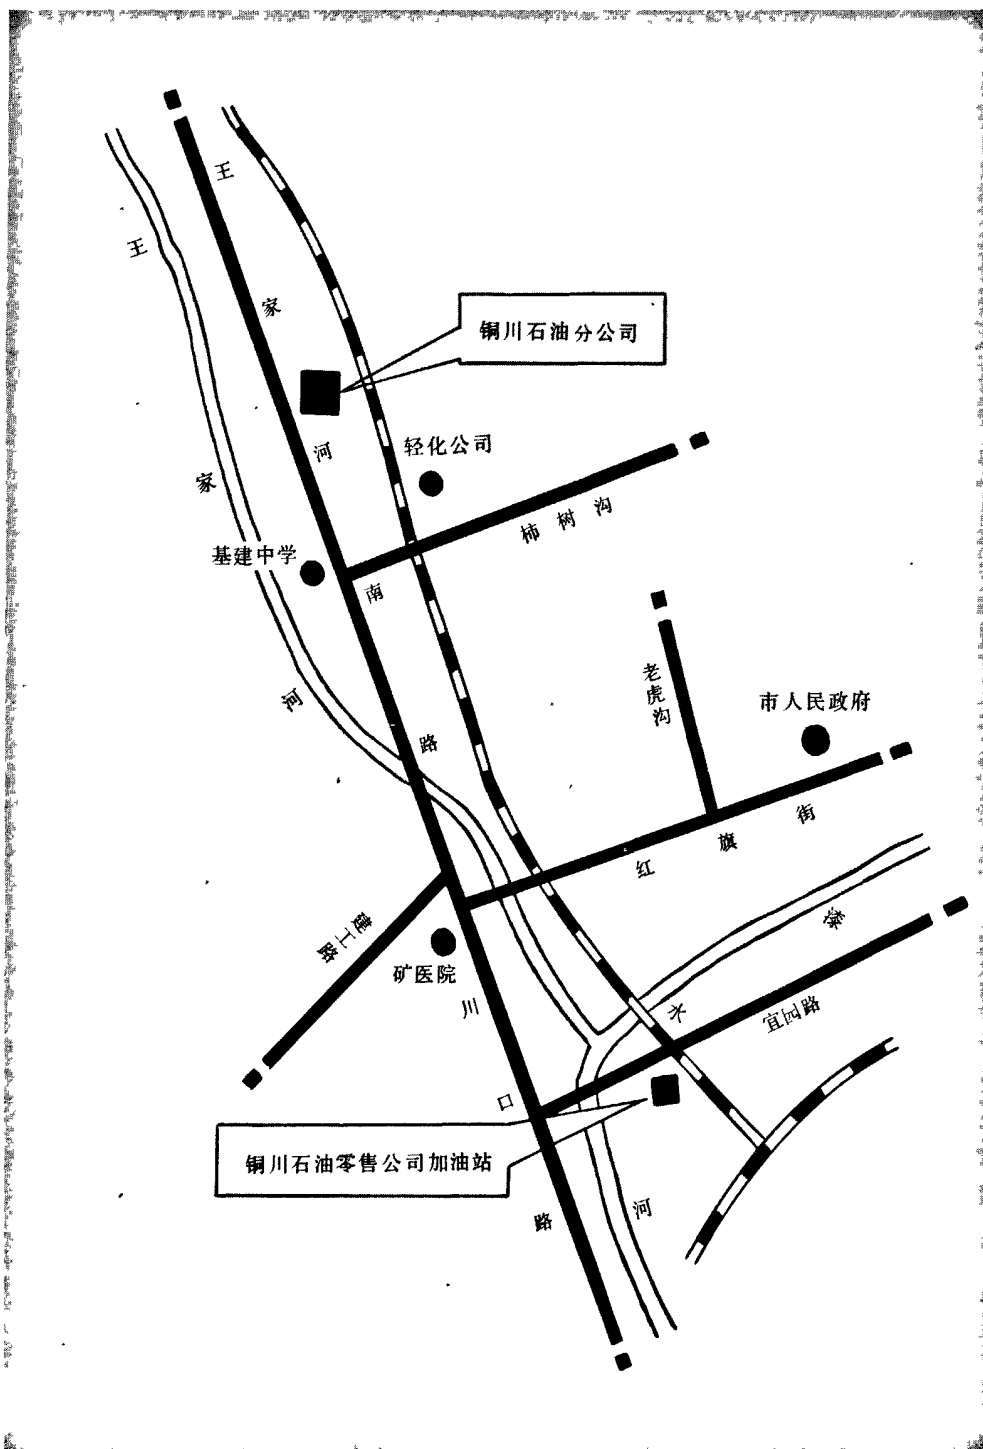 王家河南路
王家河
铜川石油分公司
轻化公司
柿树沟
基建中学
老虎沟
市人民政府
红旗街
建工路
矿医院
漆水河
宜园路
川口路
铜川石油零售公司加油站